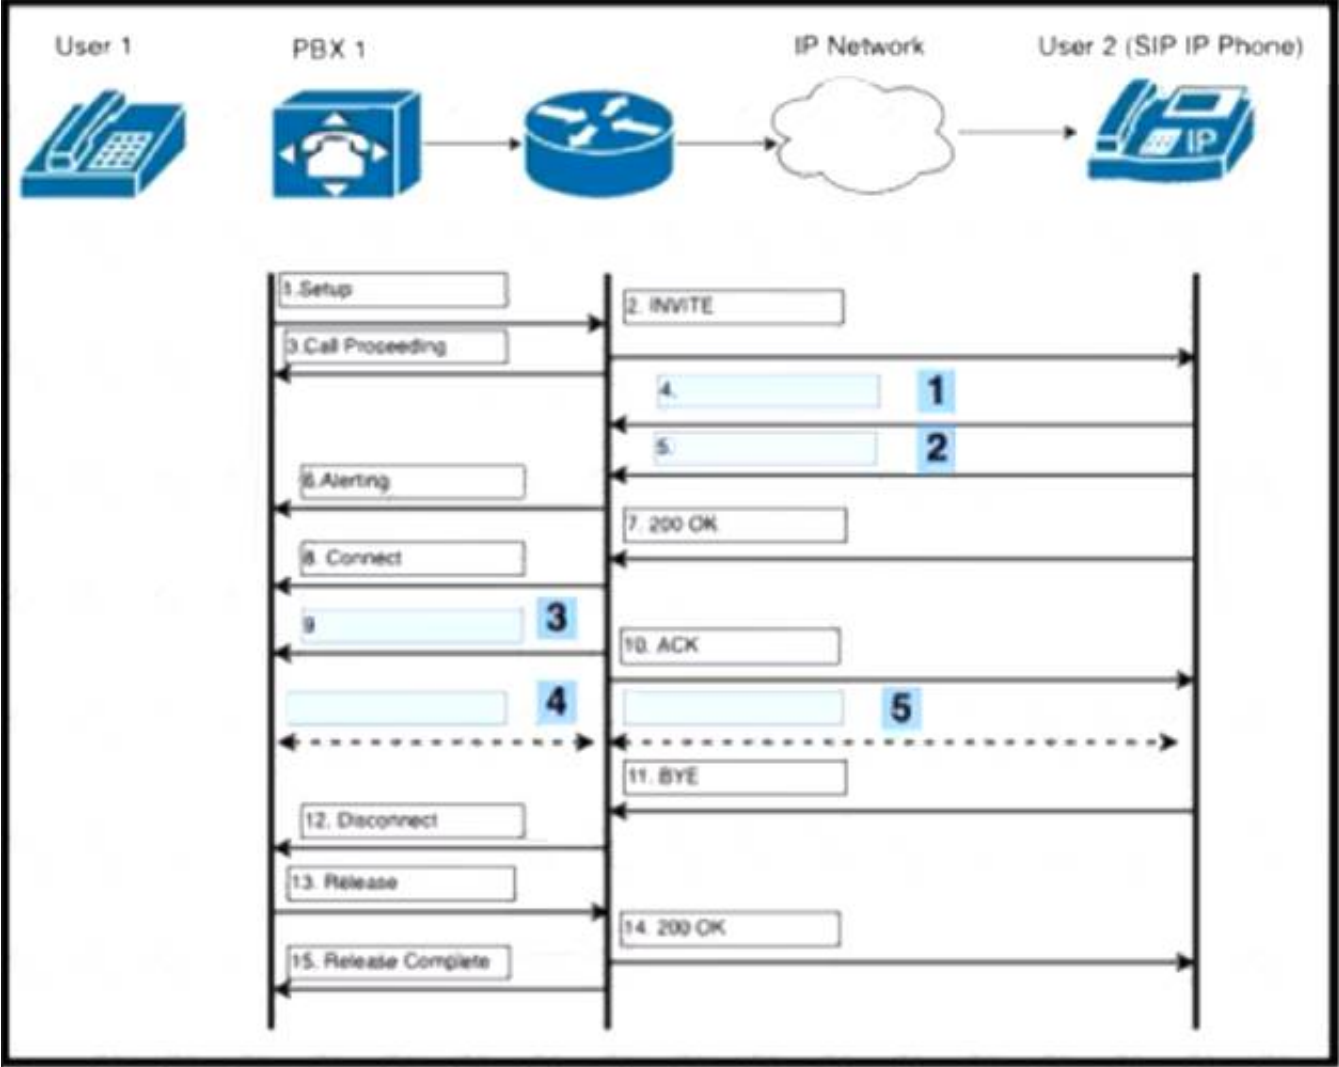 User 1
PBX 1
IP Network
User 2 (SIP IP Phone)
IP
1.Setup
2. INVITE
3.Call Proceeding
4.
1
5.
2
6.Alerting
7. 200 OK
8. Connect
9
3
10. ACK
4
5
11. BYE
12. Disconnect
13. Release
14. 200 OK
15. Release Complete